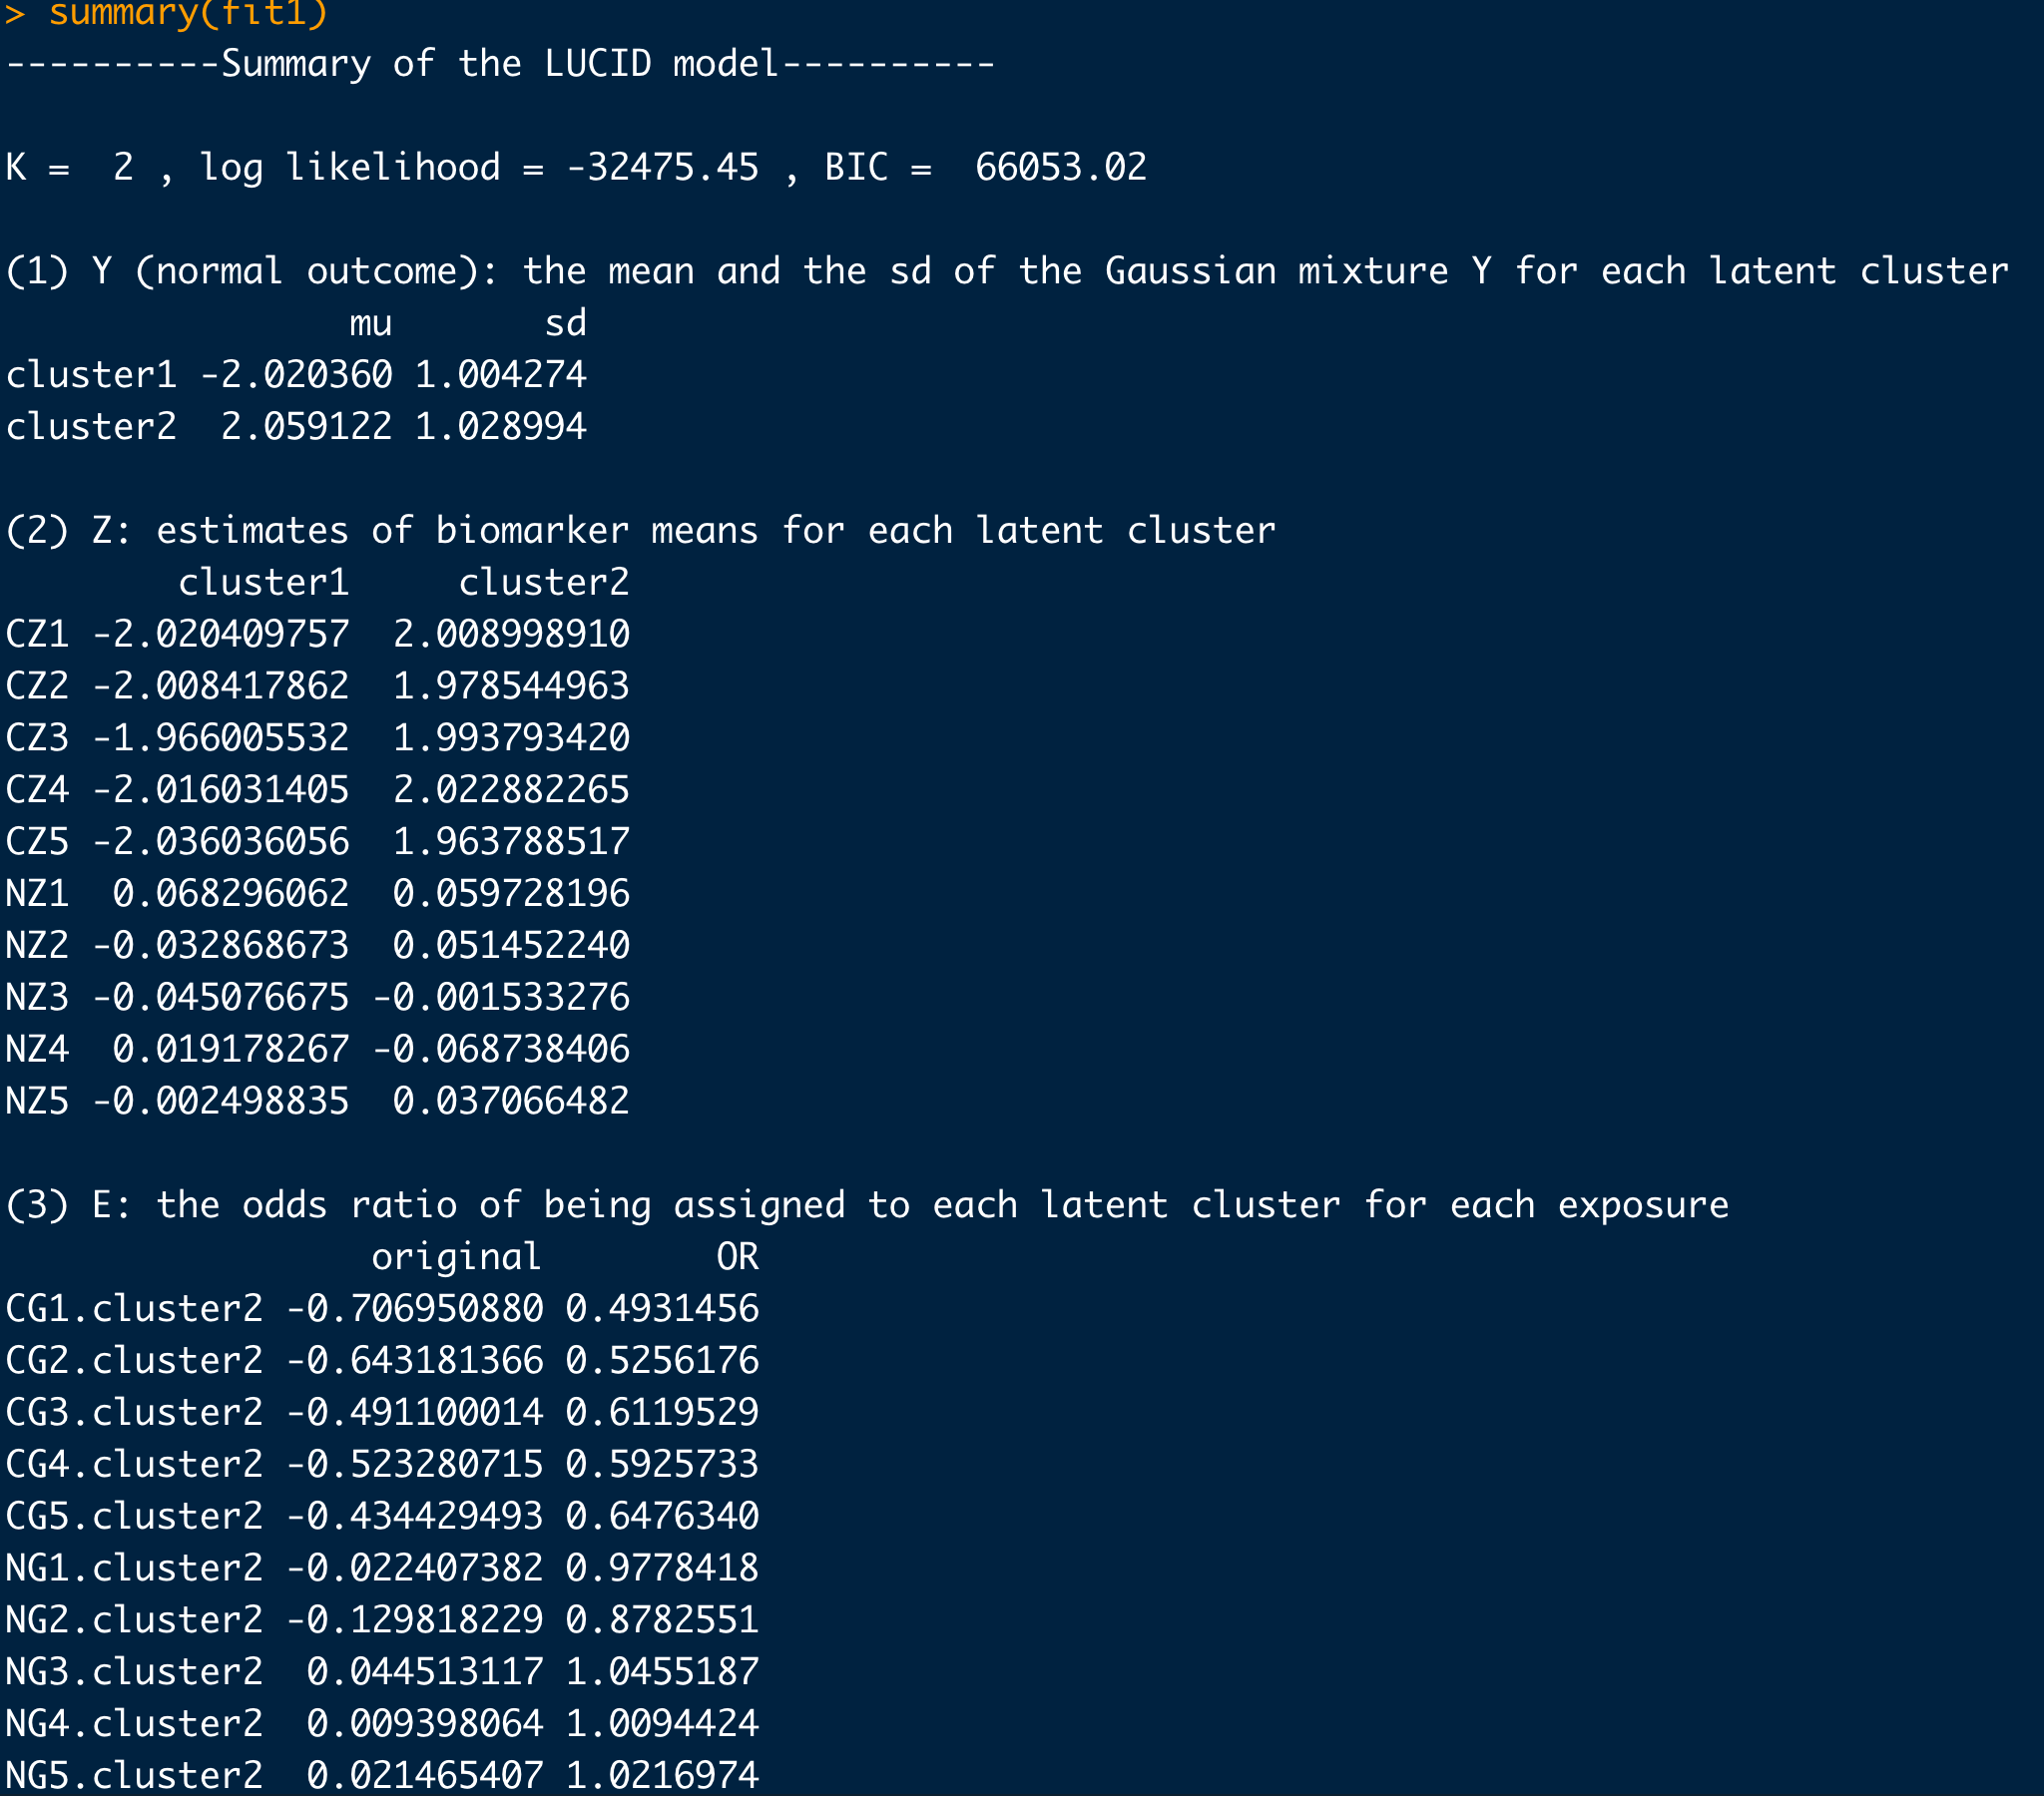 > summary(fit1)
----------Summary of the LUCID model----------
K =  2 , log likelihood = -32475.45 , BIC =  66053.02
(1) Y (normal outcome): the mean and the sd of the Gaussian mixture Y for each latent cluster
                mu       sd
cluster1 -2.020360 1.004274
cluster2  2.059122 1.028994
(2) Z: estimates of biomarker means for each latent cluster
        cluster1     cluster2
CZ1 -2.020409757  2.008998910
CZ2 -2.008417862  1.978544963
CZ3 -1.966005532  1.993793420
CZ4 -2.016031405  2.022882265
CZ5 -2.036036056  1.963788517
NZ1  0.068296062  0.059728196
NZ2 -0.032868673  0.051452240
NZ3 -0.045076675 -0.001533276
NZ4  0.019178267 -0.068738406
NZ5 -0.002498835  0.037066482
(3) E: the odds ratio of being assigned to each latent cluster for each exposure
                 original        OR
CG1.cluster2 -0.706950880 0.4931456
CG2.cluster2 -0.643181366 0.5256176
CG3.cluster2 -0.491100014 0.6119529
CG4.cluster2 -0.523280715 0.5925733
CG5.cluster2 -0.434429493 0.6476340
NG1.cluster2 -0.022407382 0.9778418
NG2.cluster2 -0.129818229 0.8782551
NG3.cluster2  0.044513117 1.0455187
NG4.cluster2  0.009398064 1.0094424
NG5.cluster2  0.021465407 1.0216974